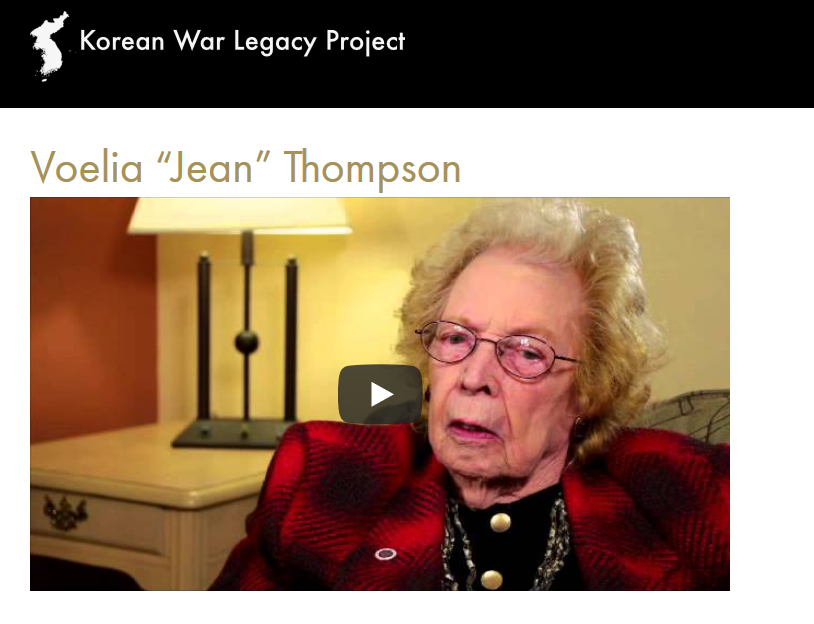 Korean War Legacy Project
Voelia “Jean” Thompson